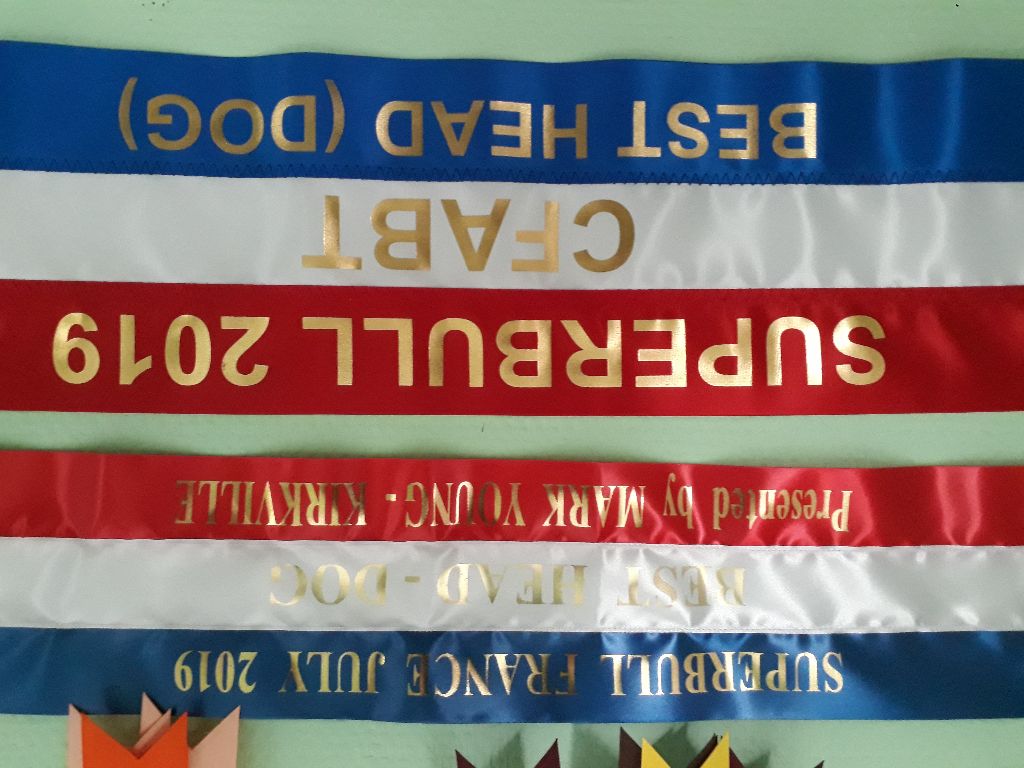 SUPERBULL FRANCE JULY 2019
BEST HEAD - DOG
Presented by MARK YOUNG - KIRKVILLE
SUPERBULL 2019
CFABT
BEST HEAD (DOG)